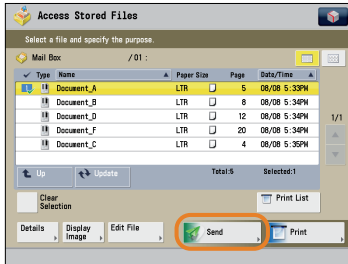 Access Stored Files
Select a file and specify the purpose.
Mail Box /01 :
✓ Type Name ▲ Paper Size Page Date/Time ▲
1 Document_A LTR 5 08/08 5:33PM
Document_B LTR 8 08/08 5:34PM
Document_D LTR 12 08/08 5:34PM
Document_F LTR 20 08/08 5:34PM
Document_C LTR 4 08/08 5:35PM
1/1
Up Update Total:5 Selected:1
Clear Selection Print List
Details Display Image Edit File Send Print